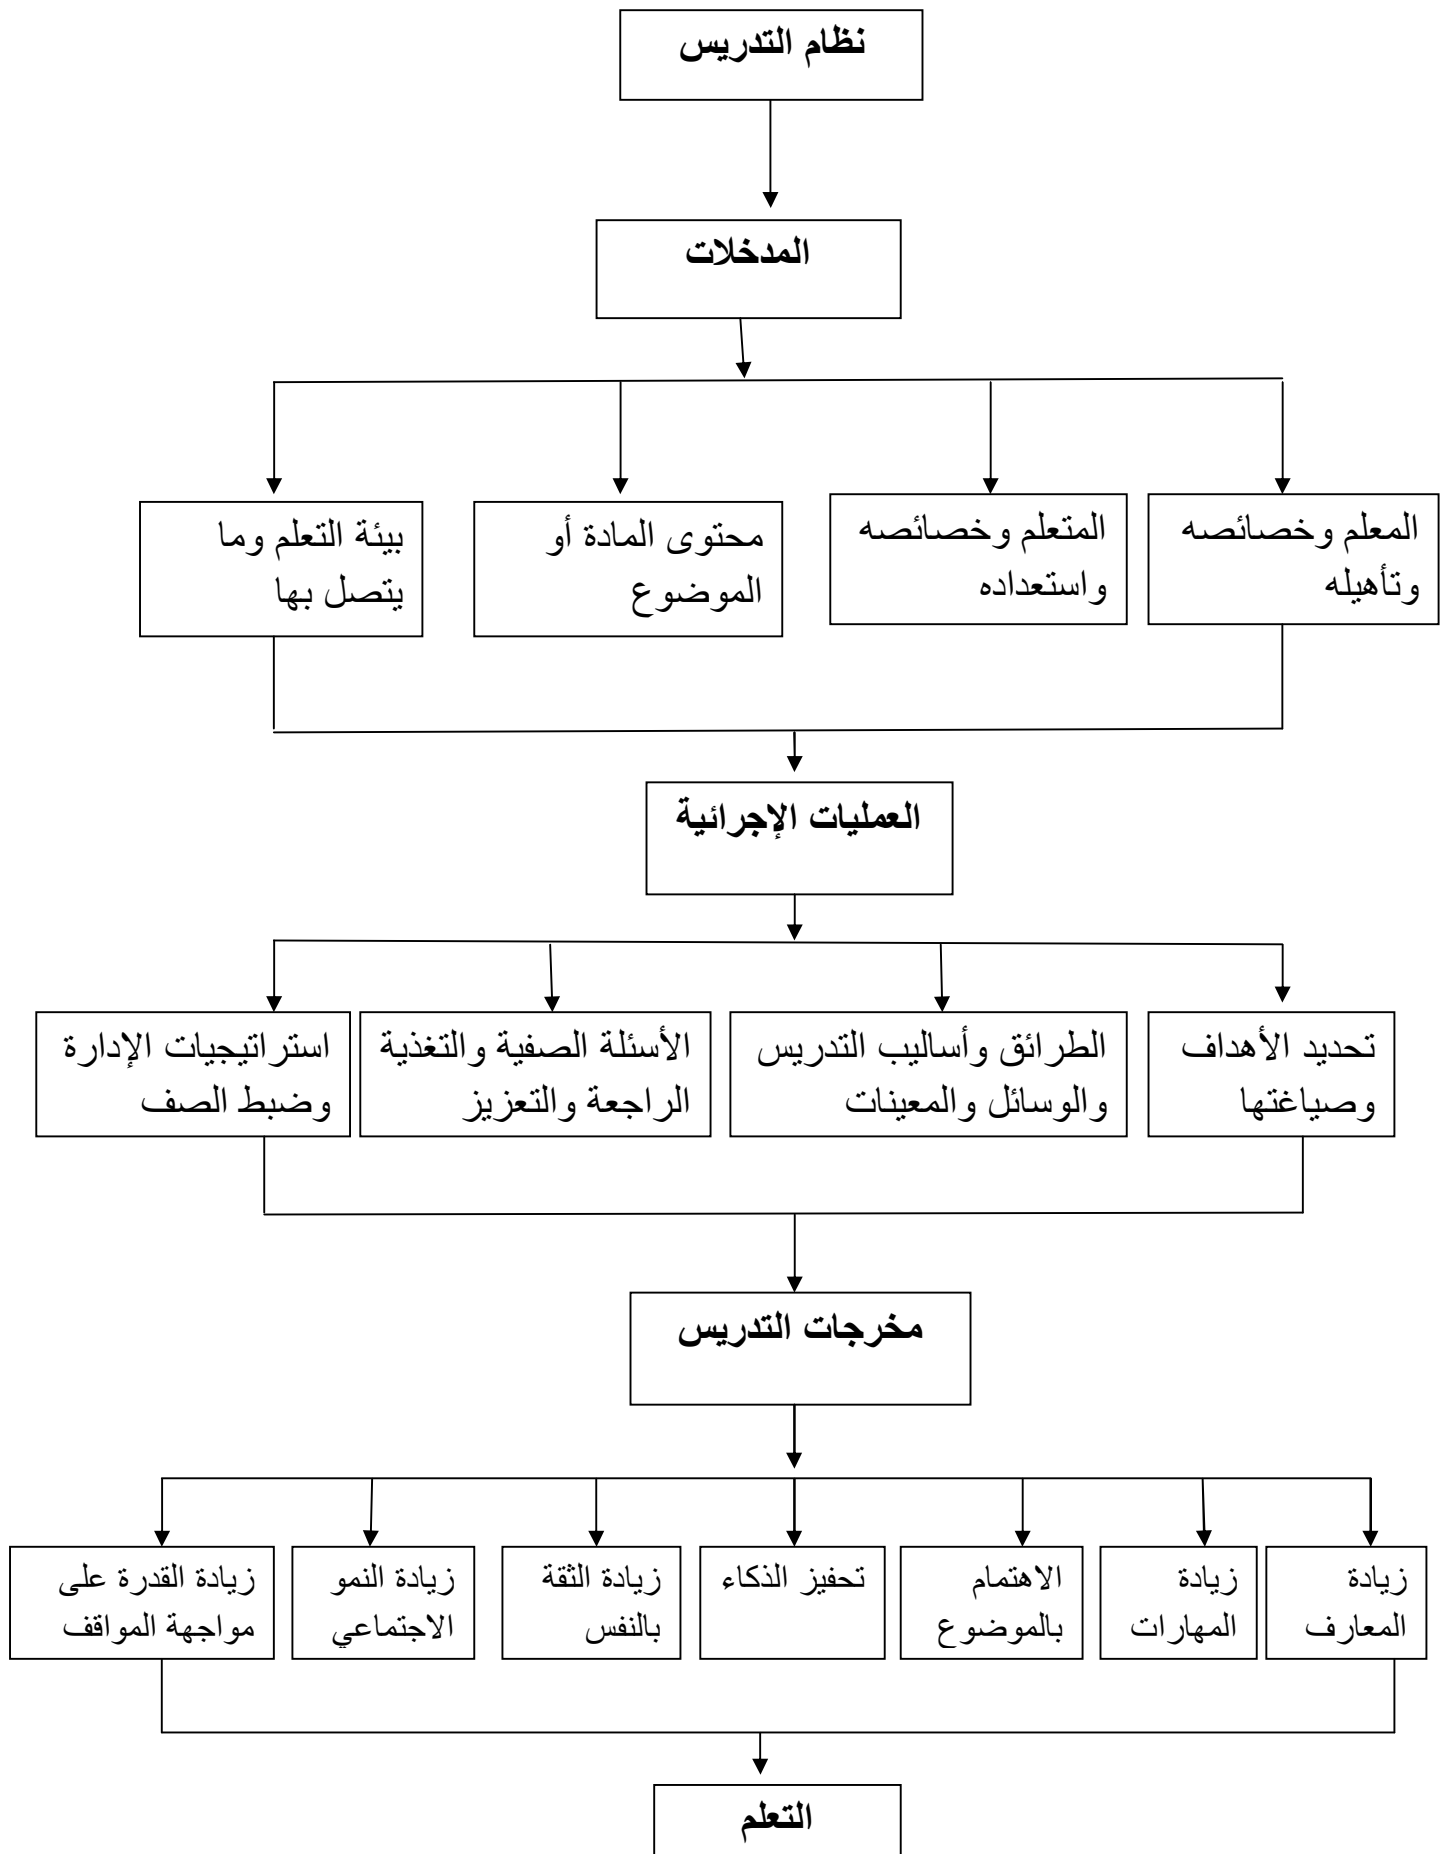 نظام التدريس
المدخلات
المعلم وخصائصه
وتأهيله
المتعلم وخصائصه
واستعداده
محتوى المادة أو
الموضوع
بيئة التعلم وما
يتصل بها
العمليات الإجرائية
تحديد الأهداف
وصياغتها
الطرائق وأساليب التدريس
والوسائل والمعينات
الأسئلة الصفية والتغذية
الراجعة والتعزيز
استراتيجيات الإدارة
وضبط الصف
مخرجات التدريس
زيادة
المعارف
زيادة
المهارات
الاهتمام
بالموضوع
تحفيز الذكاء
زيادة الثقة
بالنفس
زيادة النمو
الاجتماعي
زيادة القدرة على
مواجهة المواقف
التعلم